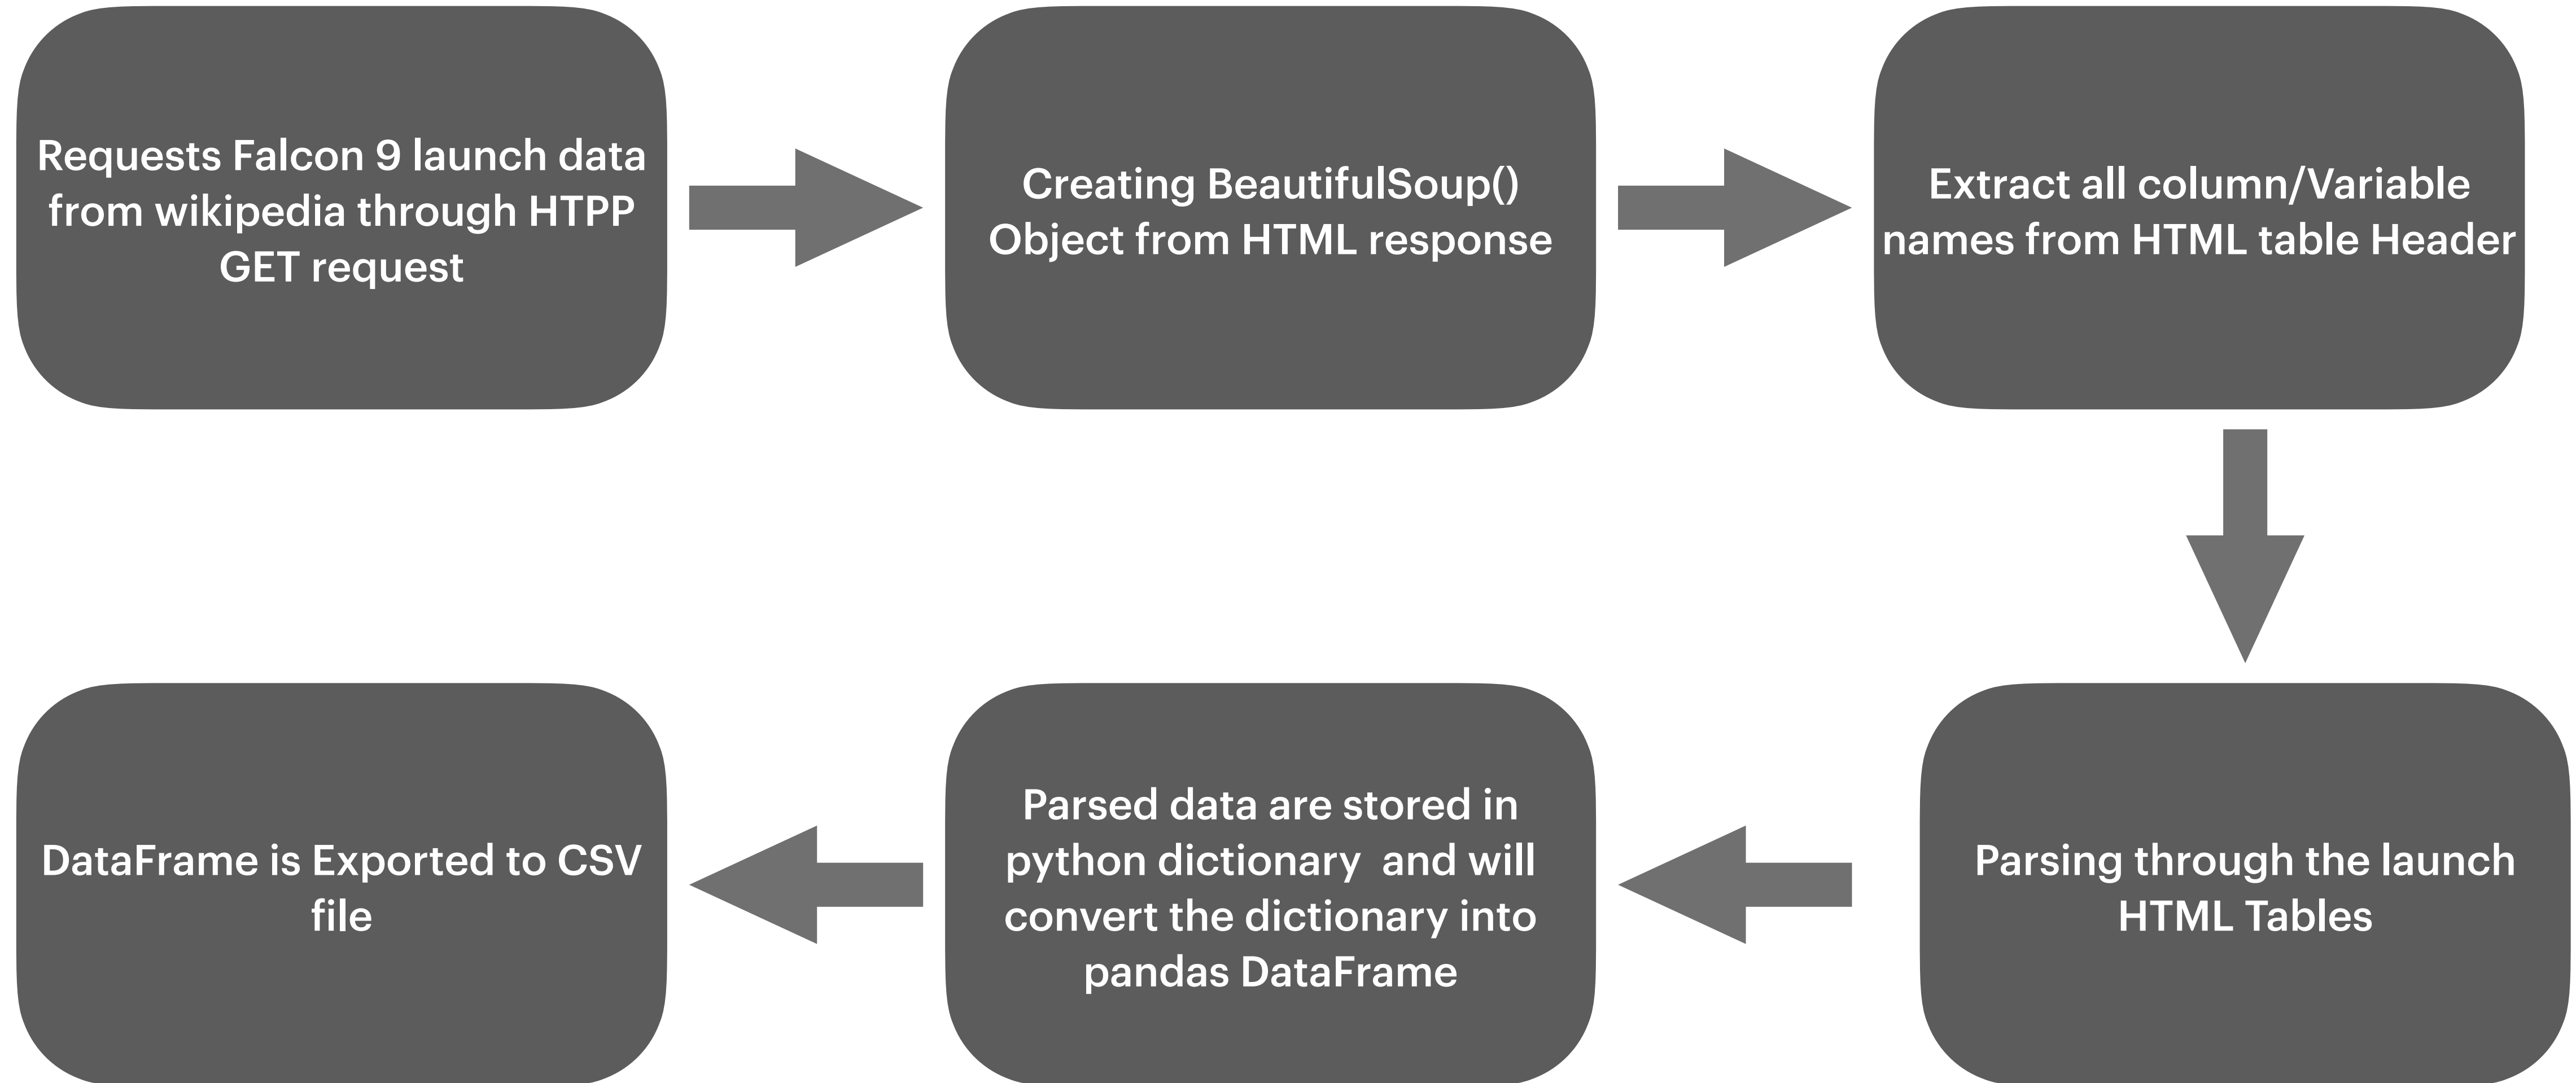 Requests Falcon 9 launch data
from wikipedia through HTPP
GET request
Creating BeautifulSoup()
Object from HTML response
Extract all column/Variable
names from HTML table Header
Parsing through the launch
HTML Tables
Parsed data are stored in
python dictionary  and will
convert the dictionary into
pandas DataFrame
DataFrame is Exported to CSV
file